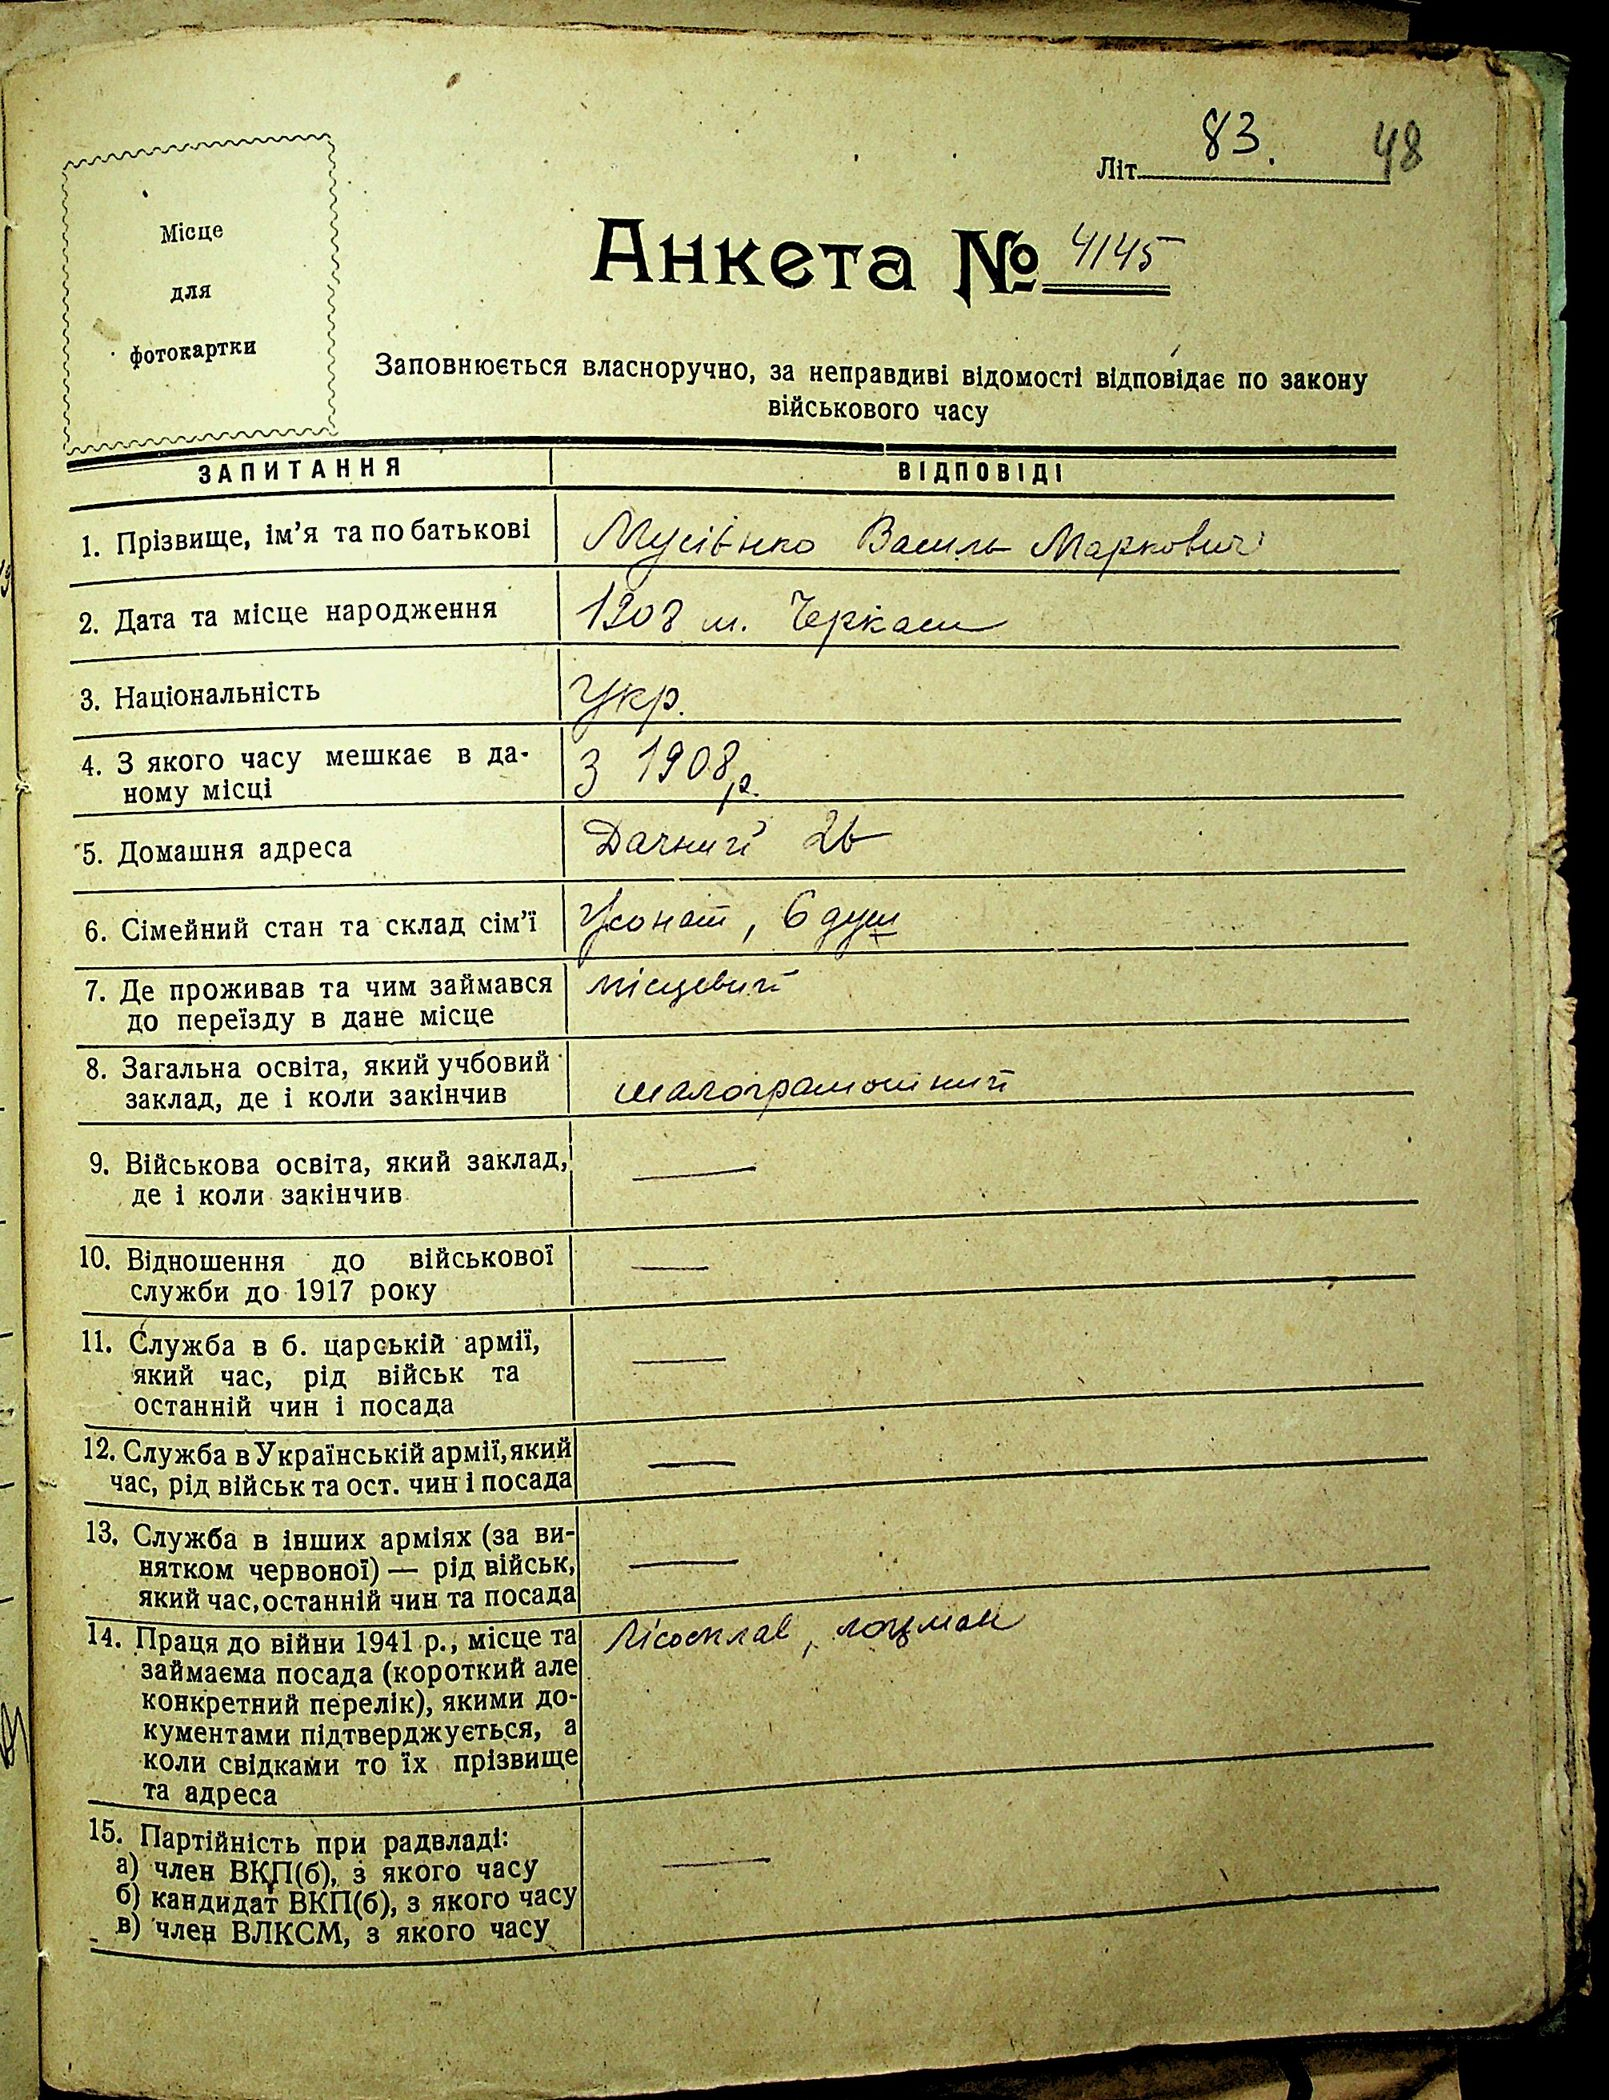 83. 48
Літ.
Місце
для
фотокартки
Анкета № 4145
Заповнюється власноручно, за неправдиві відомості відповідає по закону
військового часу
ЗАПИТАННЯ ВІДПОВІДІ
1. Прізвище, ім'я та по батькові Мусієнко Василь Маркович
2. Дата та місце народження 1908 м. Черкаси
3. Національність Укр.
4. З якого часу мешкає в да- З 1908 р.
ному місці
5. Домашня адреса Дачний
6. Сімейний стан та склад сім'ї Жонат, 6 душ
7. Де проживав та чим займався місцевий
до переїзду в дане місце
8. Загальна освіта, який учбовий
заклад, де і коли закінчив малограмотний
9. Військова освіта, який заклад, —
де і коли закінчив
10. Відношення до військової —
служби до 1917 року
11. Служба в б. царській армії,
який час, рід військ та —
останній чин і посада
12. Служба в Українській армії, який —
час, рід військ та ост. чин і посада
13. Служба в інших арміях (за ви-
нятком червоної) — рід військ, —
який час, останній чин та посада
14. Праця до війни 1941 р., місце та Лісосклав, лоцман
займаєма посада (короткий але
конкретний перелік), якими до-
кументами підтверджується, а
коли свідками то їх прізвище
та адреса
15. Партійність при радвладі:
а) член ВКП(б), з якого часу —
б) кандидат ВКП(б), з якого часу
в) член ВЛКСМ, з якого часу